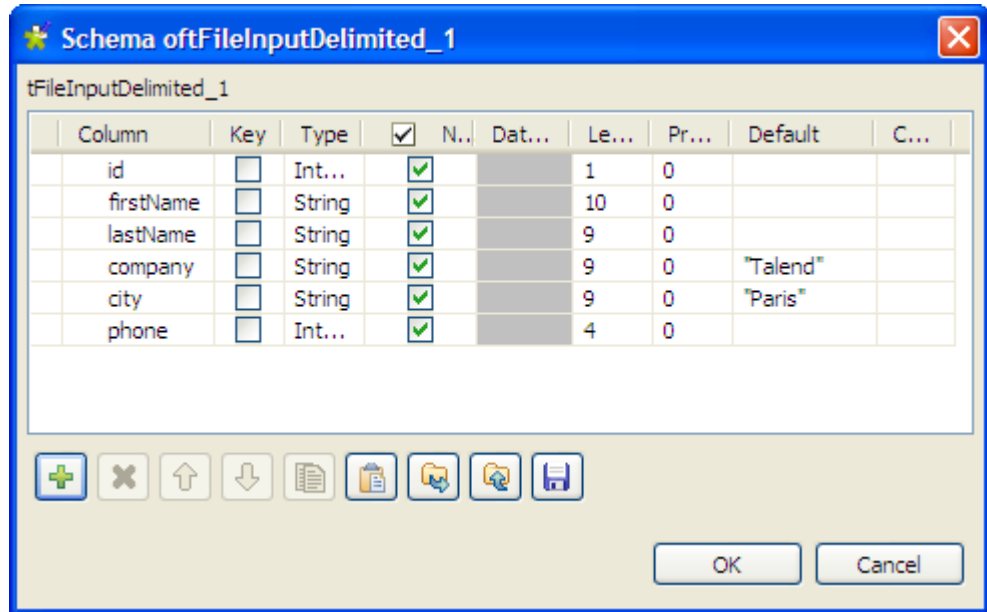 Schema oftFileInputDelimited_1
tFileInputDelimited_1
Column Key Type N... Dat... Le... Pr... Default C...
id Int... 1 0
firstName String 10 0
lastName String 9 0
company String 9 0 "Talend"
city String 9 0 "Paris"
phone Int... 4 0
OK Cancel